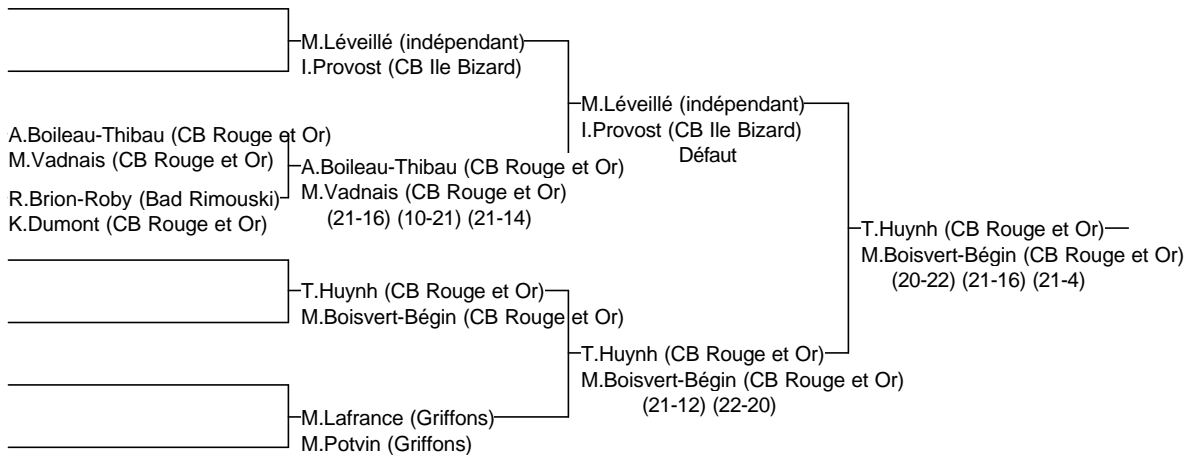 M.Léveillé (indépendant)
I.Provost (CB Ile Bizard)
M.Léveillé (indépendant)
I.Provost (CB Ile Bizard)
Défaut
A.Boileau-Thibau (CB Rouge et Or)
M.Vadnais (CB Rouge et Or)
A.Boileau-Thibau (CB Rouge et Or)
M.Vadnais (CB Rouge et Or)
(21-16) (10-21) (21-14)
R.Brion-Roby (Bad Rimouski)
K.Dumont (CB Rouge et Or)
T.Huynh (CB Rouge et Or)
M.Boisvert-Bégin (CB Rouge et Or)
(20-22) (21-16) (21-4)
T.Huynh (CB Rouge et Or)
M.Boisvert-Bégin (CB Rouge et Or)
T.Huynh (CB Rouge et Or)
M.Boisvert-Bégin (CB Rouge et Or)
(21-12) (22-20)
M.Lafrance (Griffons)
M.Potvin (Griffons)